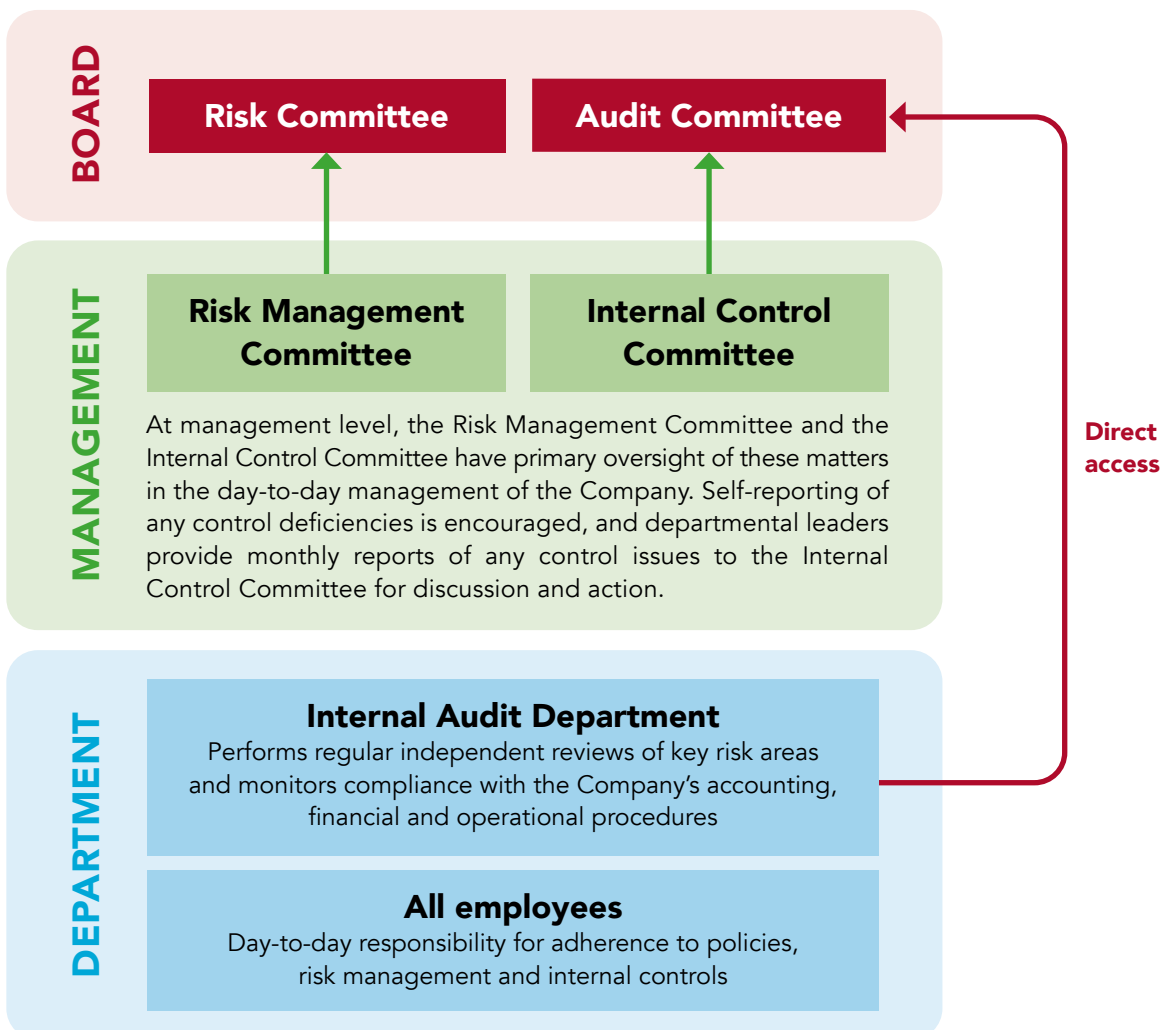 BOARD
Risk Committee
Audit Committee
MANAGEMENT
Risk Management
Committee
Internal Control
Committee
At management level, the Risk Management Committee and the
Internal Control Committee have primary oversight of these matters
in the day-to-day management of the Company. Self-reporting of
any control deficiencies is encouraged, and departmental leaders
provide monthly reports of any control issues to the Internal
Control Committee for discussion and action.
Direct
access
DEPARTMENT
Internal Audit Department
Performs regular independent reviews of key risk areas
and monitors compliance with the Company’s accounting,
financial and operational procedures
All employees
Day-to-day responsibility for adherence to policies,
risk management and internal controls